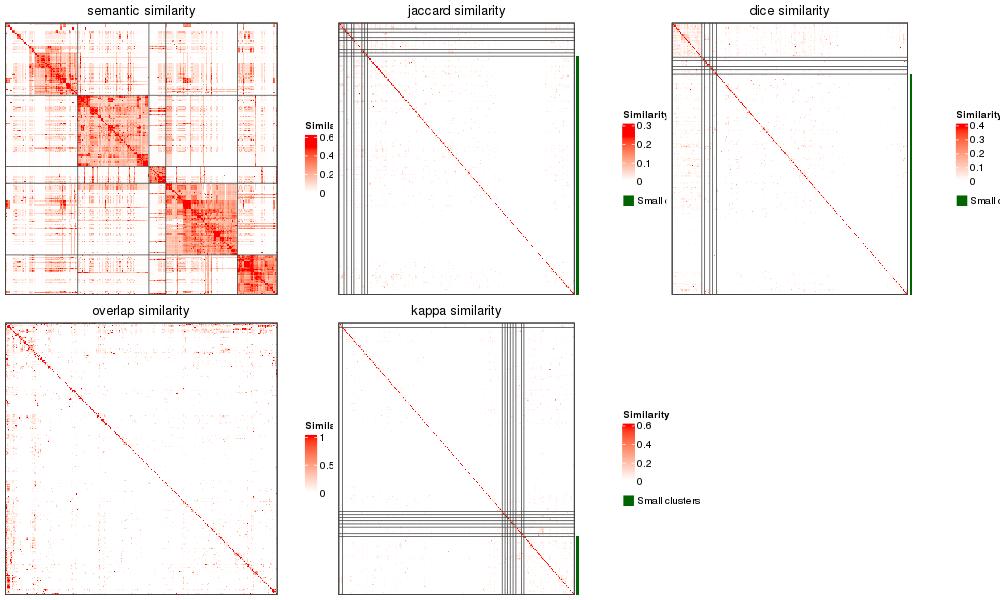 semantic similarity
jaccard similarity
dice similarity
Simila
0.6
0.4
0.2
0
Similarity
0.3
0.2
0.1
0
Small c
Similarity
0.4
0.3
0.2
0.1
0
Small c
overlap similarity
kappa similarity
Simila
1
0.5
0
Similarity
0.6
0.4
0.2
0
Small clusters